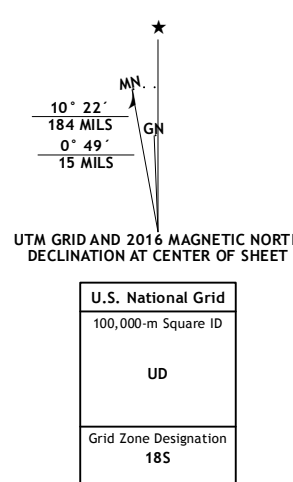 ★
MN
10° 22´
184 MILS
GN
0° 49´
15 MILS
UTM GRID AND 2016 MAGNETIC NORT
DECLINATION AT CENTER OF SHEET
U.S. National Grid
100,000-m Square ID
UD
Grid Zone Designation
18S